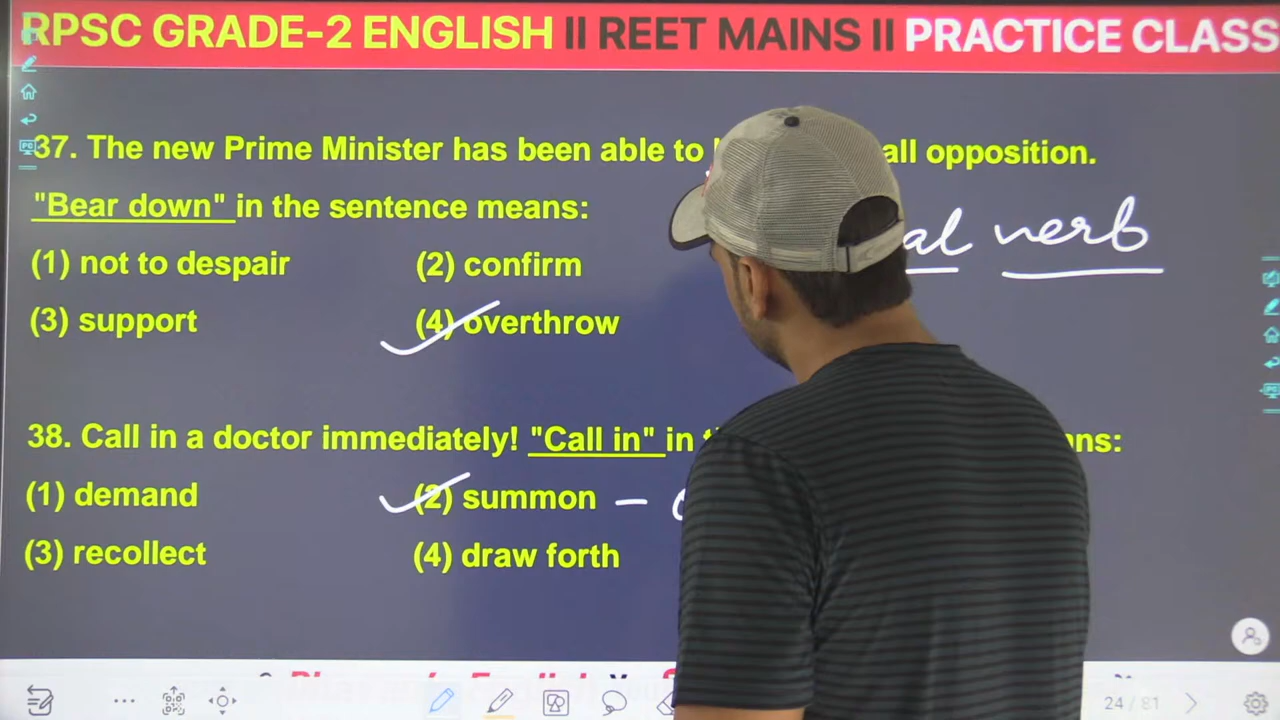 RPSC GRADE-2 ENGLISH II REET MAINS II PRACTICE CLASS
37. The new Prime Minister has been able to all opposition.
"Bear down" in the sentence means:
verb
(1) not to despair (2) confirm
(3) support (4) overthrow
38. Call in a doctor immediately! "Call in" in
(1) demand (2) summon –
(3) recollect (4) draw forth
24 / 81